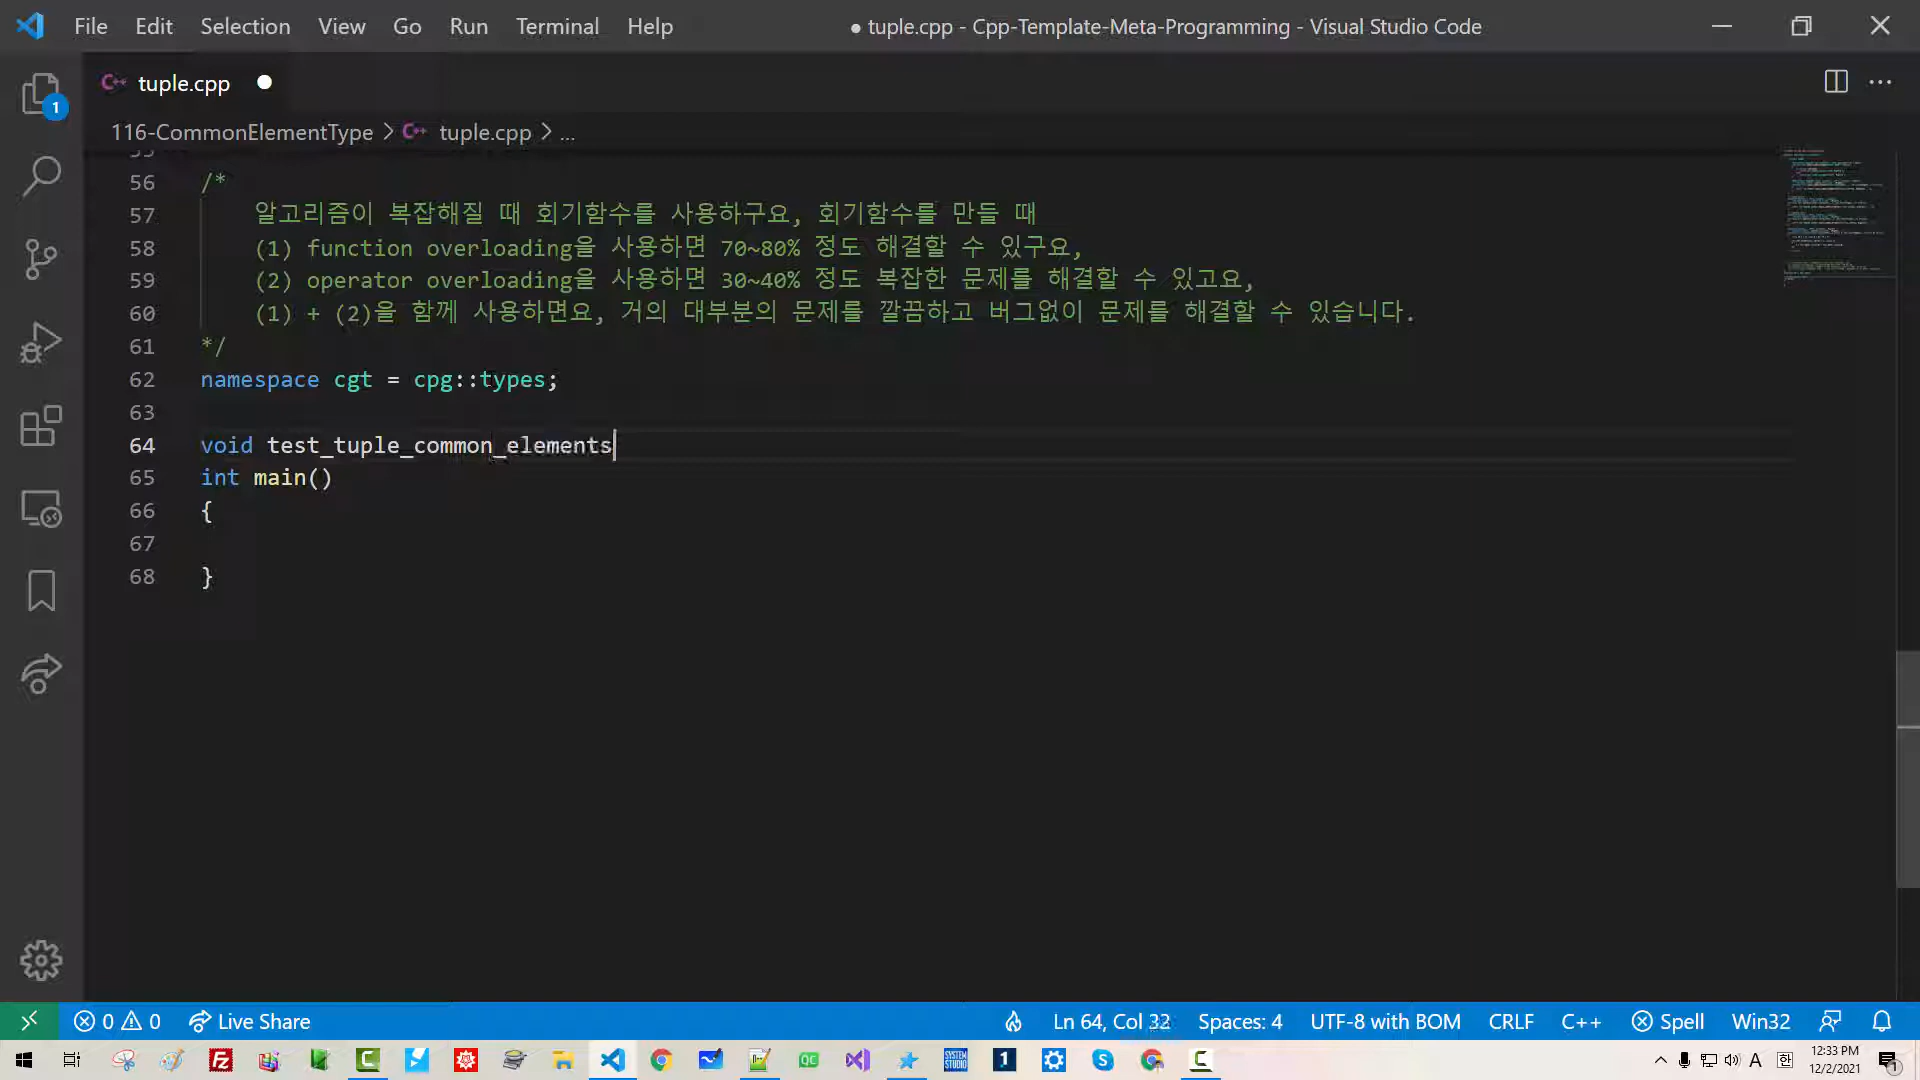 File Edit Selection View Go Run Terminal Help
● tuple.cpp - Cpp-Template-Meta-Programming - Visual Studio Code
1
C++ tuple.cpp
116-CommonElementType > C++ tuple.cpp > ...
55
56 /*
57 알고리즘이 복잡해질 때 회기함수를 사용하구요, 회기함수를 만들 때
58 (1) function overloading을 사용하면 70~80% 정도 해결할 수 있구요,
59 (2) operator overloading을 사용하면 30~40% 정도 복잡한 문제를 해결할 수 있고요,
60 (1) + (2)을 함께 사용하면요, 거의 대부분의 문제를 깔끔하고 버그없이 문제를 해결할 수 있습니다.
61 */
62 namespace cgt = cpg::types;
63
64 void test_tuple_common_elements
65 int main()
66 {
67
68 }
0 0 Live Share Ln 64, Col 32 Spaces: 4 UTF-8 with BOM CRLF C++ Spell Win32
Fz QC SYSTEM STUDIO 1 S A 한 12:33 PM
12/2/2021 1